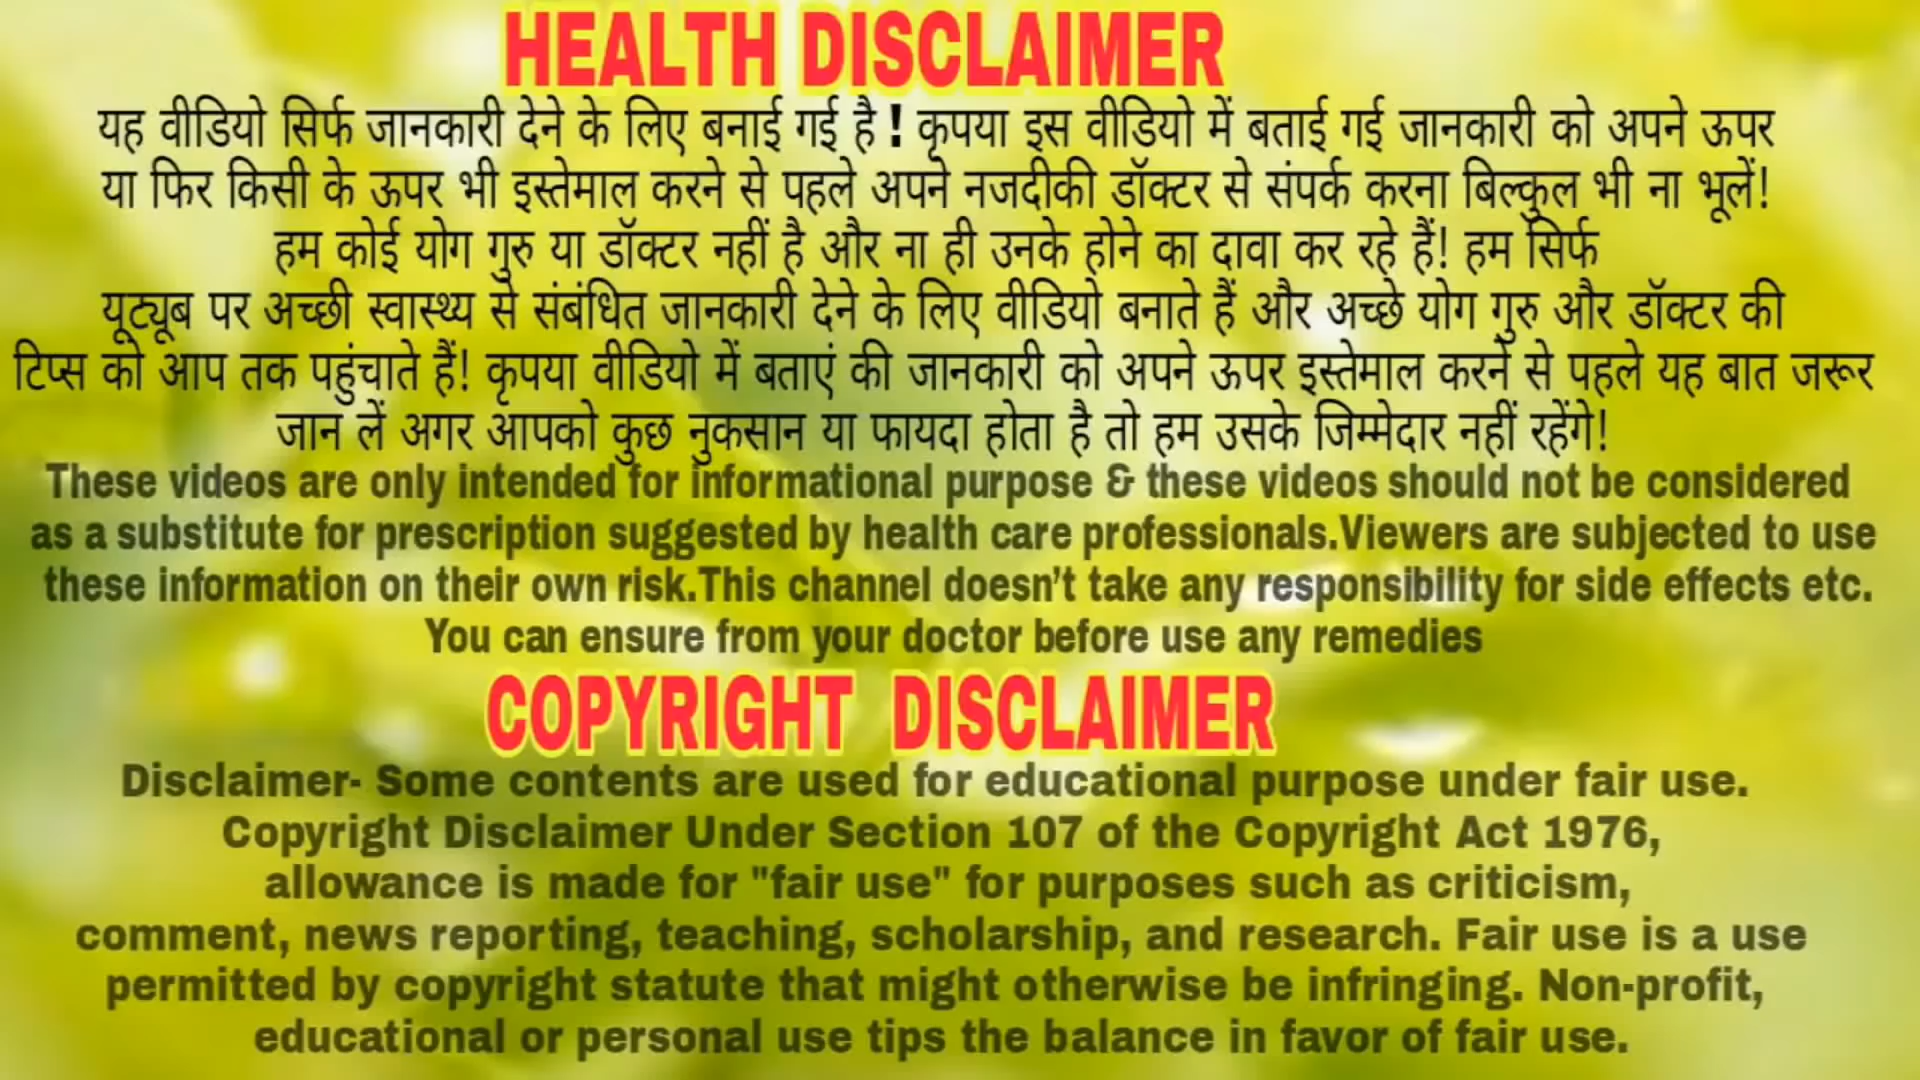 HEALTH DISCLAIMER
यह वीडियो सिर्फ जानकारी देने के लिए बनाई गई है ! कृपया इस वीडियो में बताई गई जानकारी को अपने ऊपर
या फिर किसी के ऊपर भी इस्तेमाल करने से पहले अपने नजदीकी डॉक्टर से संपर्क करना बिल्कुल भी ना भूलें!
हम कोई योग गुरु या डॉक्टर नहीं है और ना ही उनके होने का दावा कर रहे हैं! हम सिर्फ
यूट्यूब पर अच्छी स्वास्थ्य से संबंधित जानकारी देने के लिए वीडियो बनाते हैं और अच्छे योग गुरु और डॉक्टर की
टिप्स को आप तक पहुंचाते हैं! कृपया वीडियो में बताएं की जानकारी को अपने ऊपर इस्तेमाल करने से पहले यह बात जरूर
जान लें अगर आपको कुछ नुकसान या फायदा होता है तो हम उसके जिम्मेदार नहीं रहेंगे!
These videos are only intended for informational purpose & these videos should not be considered
as a substitute for prescription suggested by health care professionals.Viewers are subjected to use
these information on their own risk.This channel doesn’t take any responsibility for side effects etc.
You can ensure from your doctor before use any remedies
COPYRIGHT DISCLAIMER
Disclaimer- Some contents are used for educational purpose under fair use.
Copyright Disclaimer Under Section 107 of the Copyright Act 1976,
allowance is made for "fair use" for purposes such as criticism,
comment, news reporting, teaching, scholarship, and research. Fair use is a use
permitted by copyright statute that might otherwise be infringing. Non-profit,
educational or personal use tips the balance in favor of fair use.